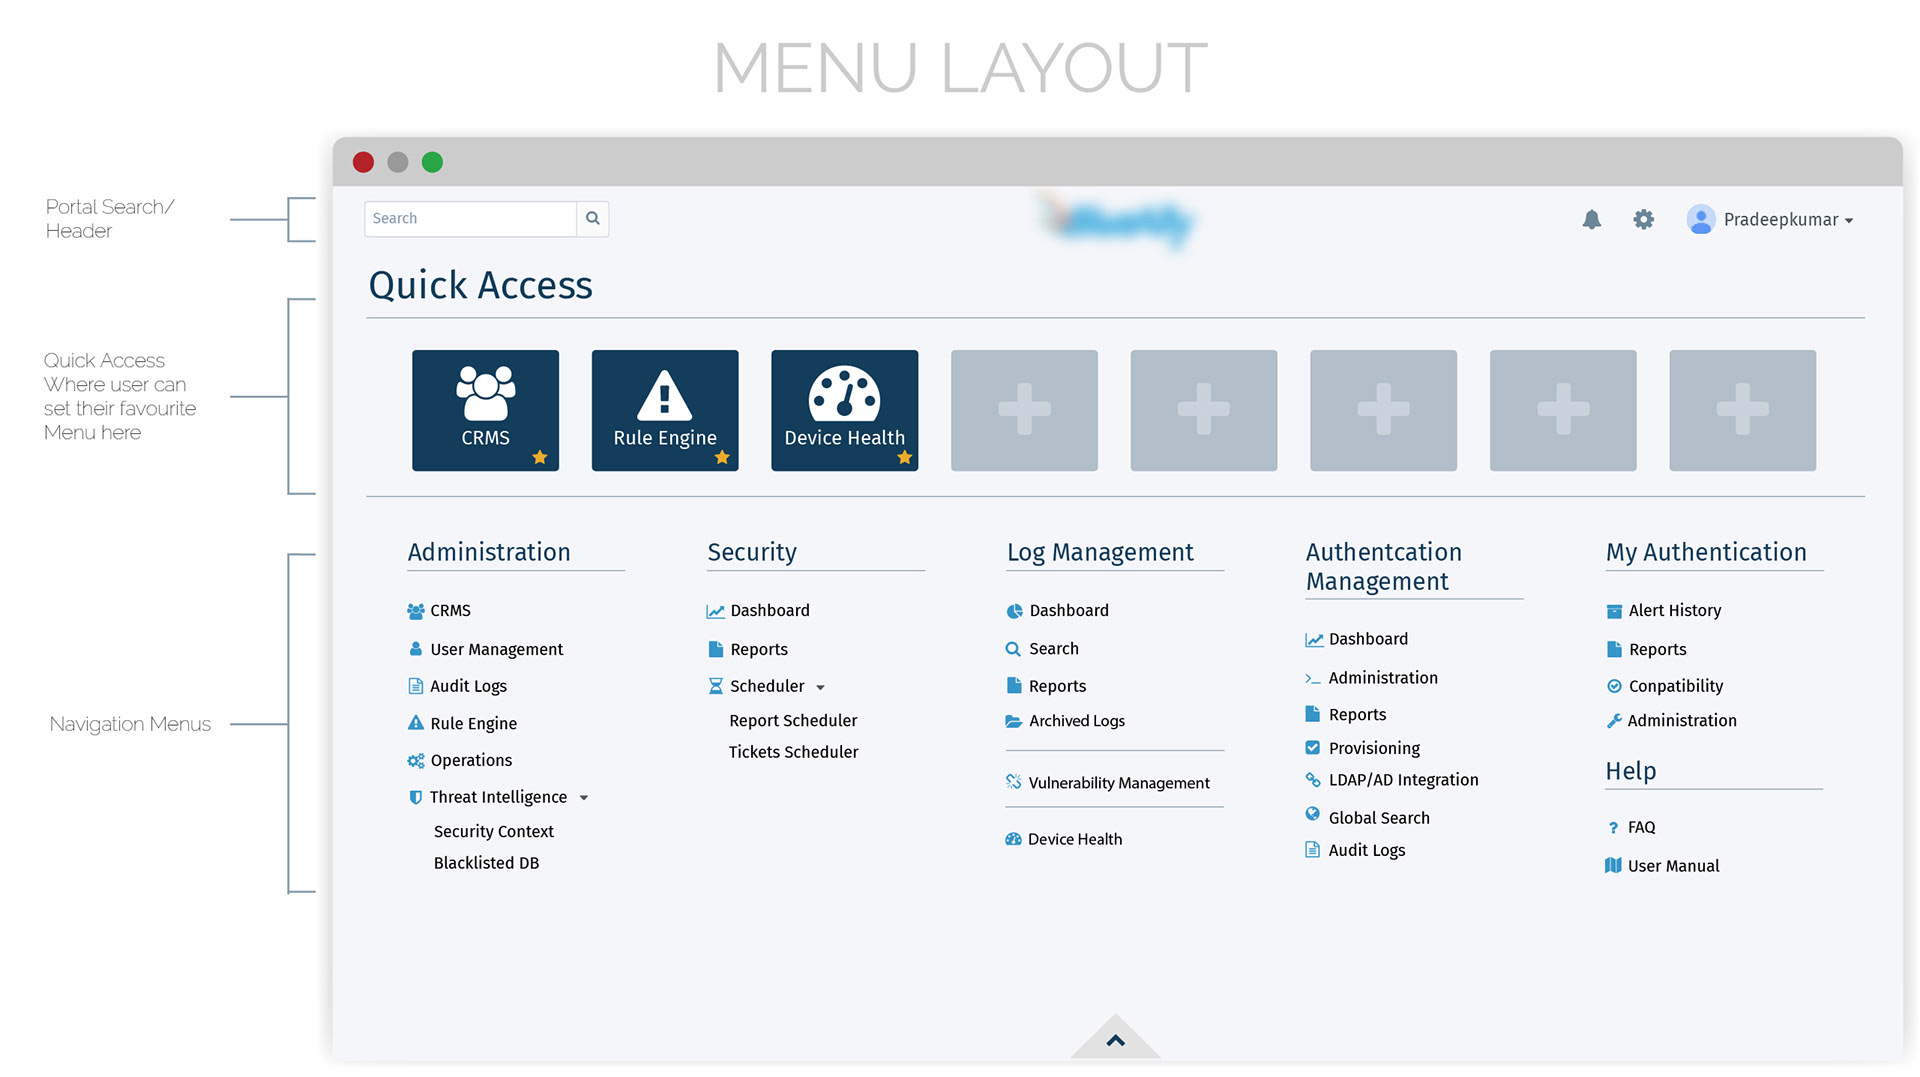 MENU LAYOUT
Portal Search/
Header
Search
Pradeepkumar
Quick Access
Quick Access
Where user can
set their favourite
Menu here
CRMS
Rule Engine
Device Health
Navigation Menus
Administration
CRMS
User Management
Audit Logs
Rule Engine
Operations
Threat Intelligence
Security Context
Blacklisted DB
Security
Dashboard
Reports
Scheduler
Report Scheduler
Tickets Scheduler
Log Management
Dashboard
Search
Reports
Archived Logs
Vulnerability Management
Device Health
Authentcation
Management
Dashboard
Administration
Reports
Provisioning
LDAP/AD Integration
Global Search
Audit Logs
My Authentication
Alert History
Reports
Conpatibility
Administration
Help
FAQ
User Manual